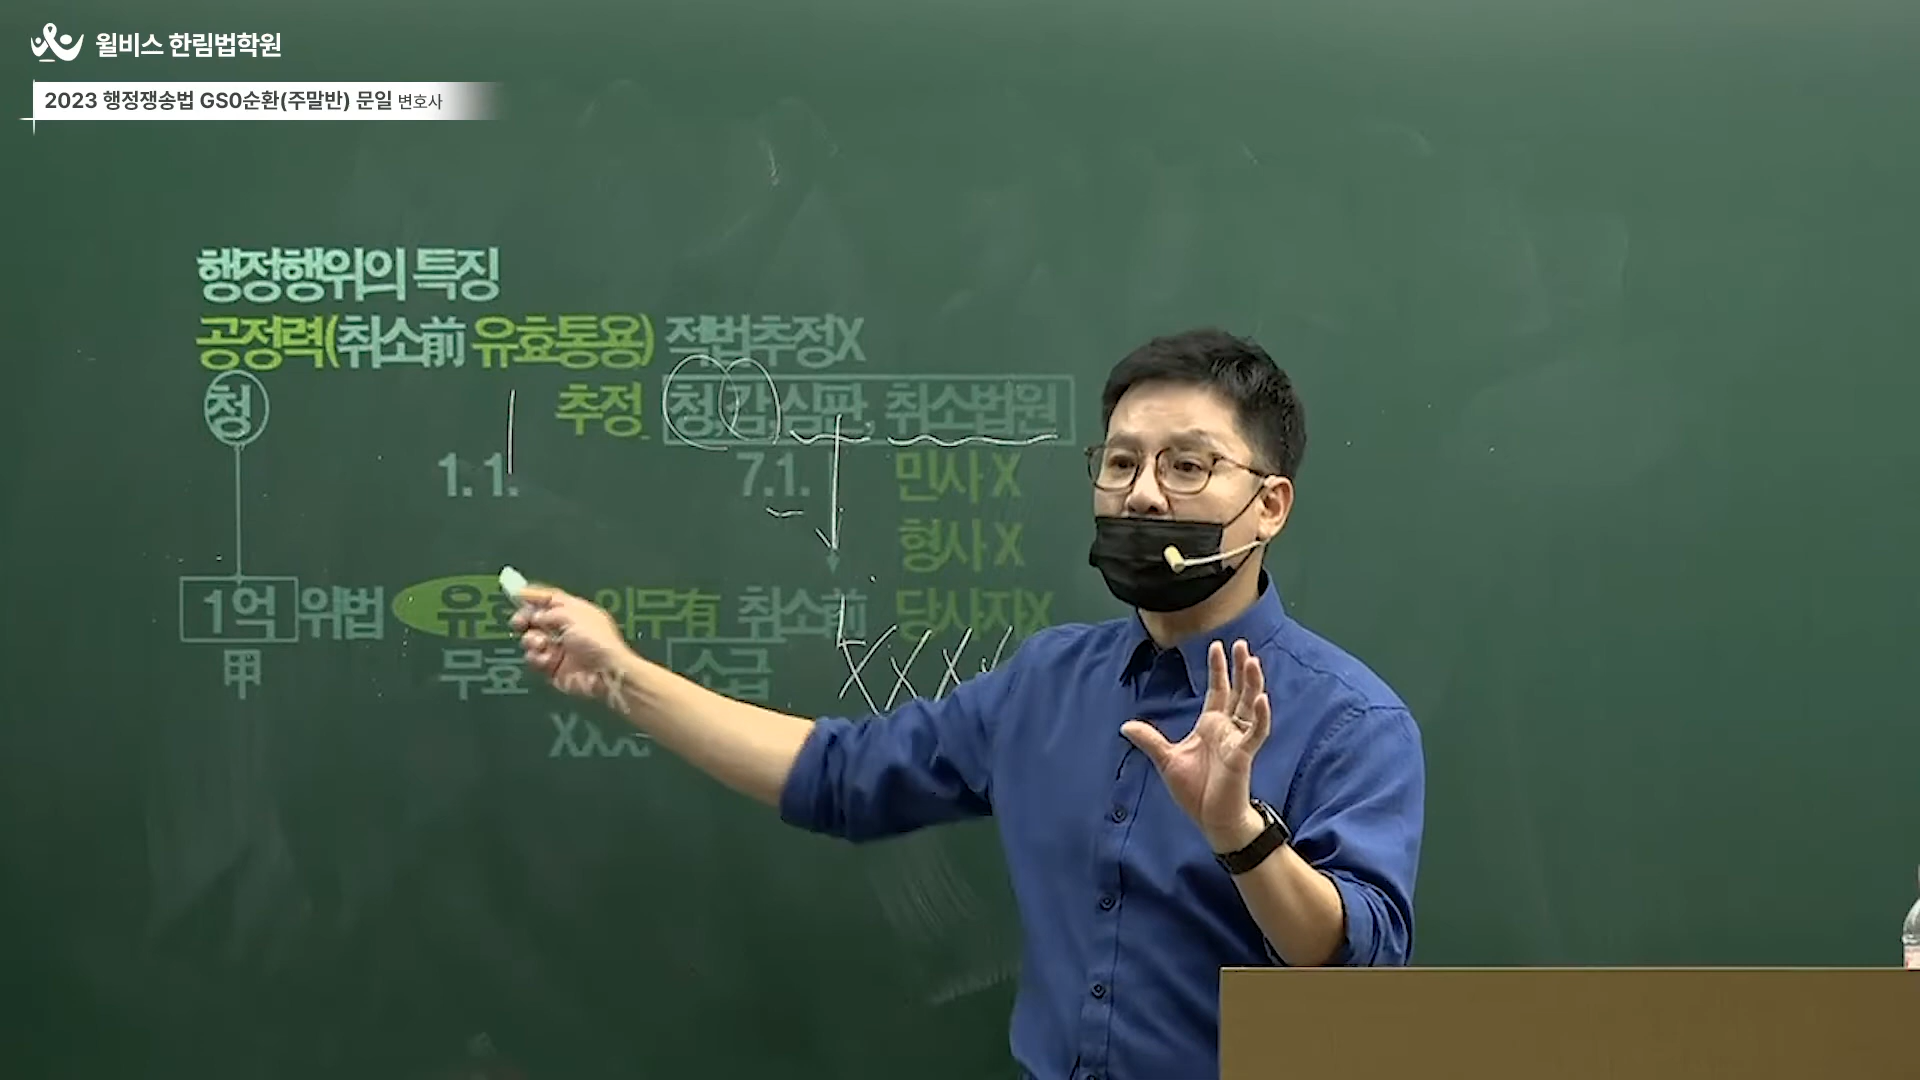 윌비스 한림법학원
2023 행정쟁송법 GS0순환(주말반) 문일 변호사
행정행위의 특징
공정력(취소前 유효통용) 적법추정X
청 추정 청,감,심판, 취소법원
1.1. 7.1. 민사 X
형사 X
1억 위법 의무有 취소前 당사자X
甲 무효 소급 XXX